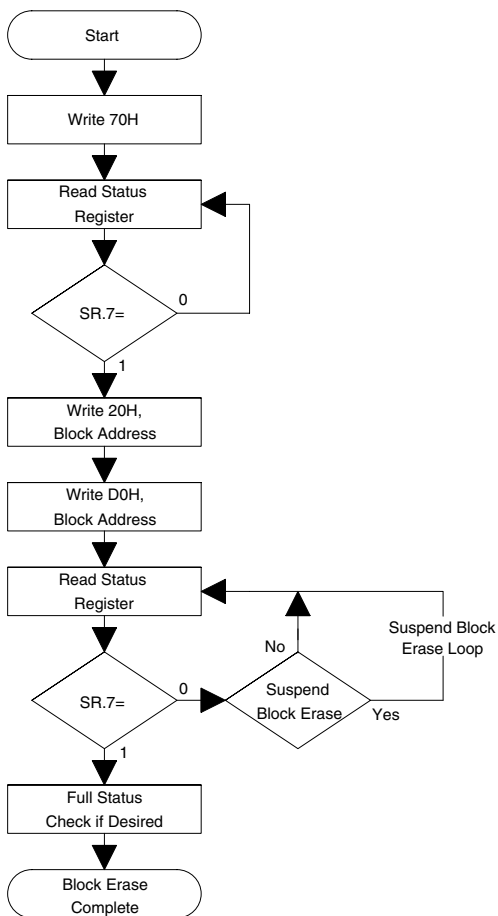 Start
Write 70H
Read Status
Register
SR.7=
0
1
Write 20H,
Block Address
Write D0H,
Block Address
Read Status
Register
Suspend Block
Erase Loop
No
SR.7=
0
Suspend
Block Erase
Yes
1
Full Status
Check if Desired
Block Erase
Complete